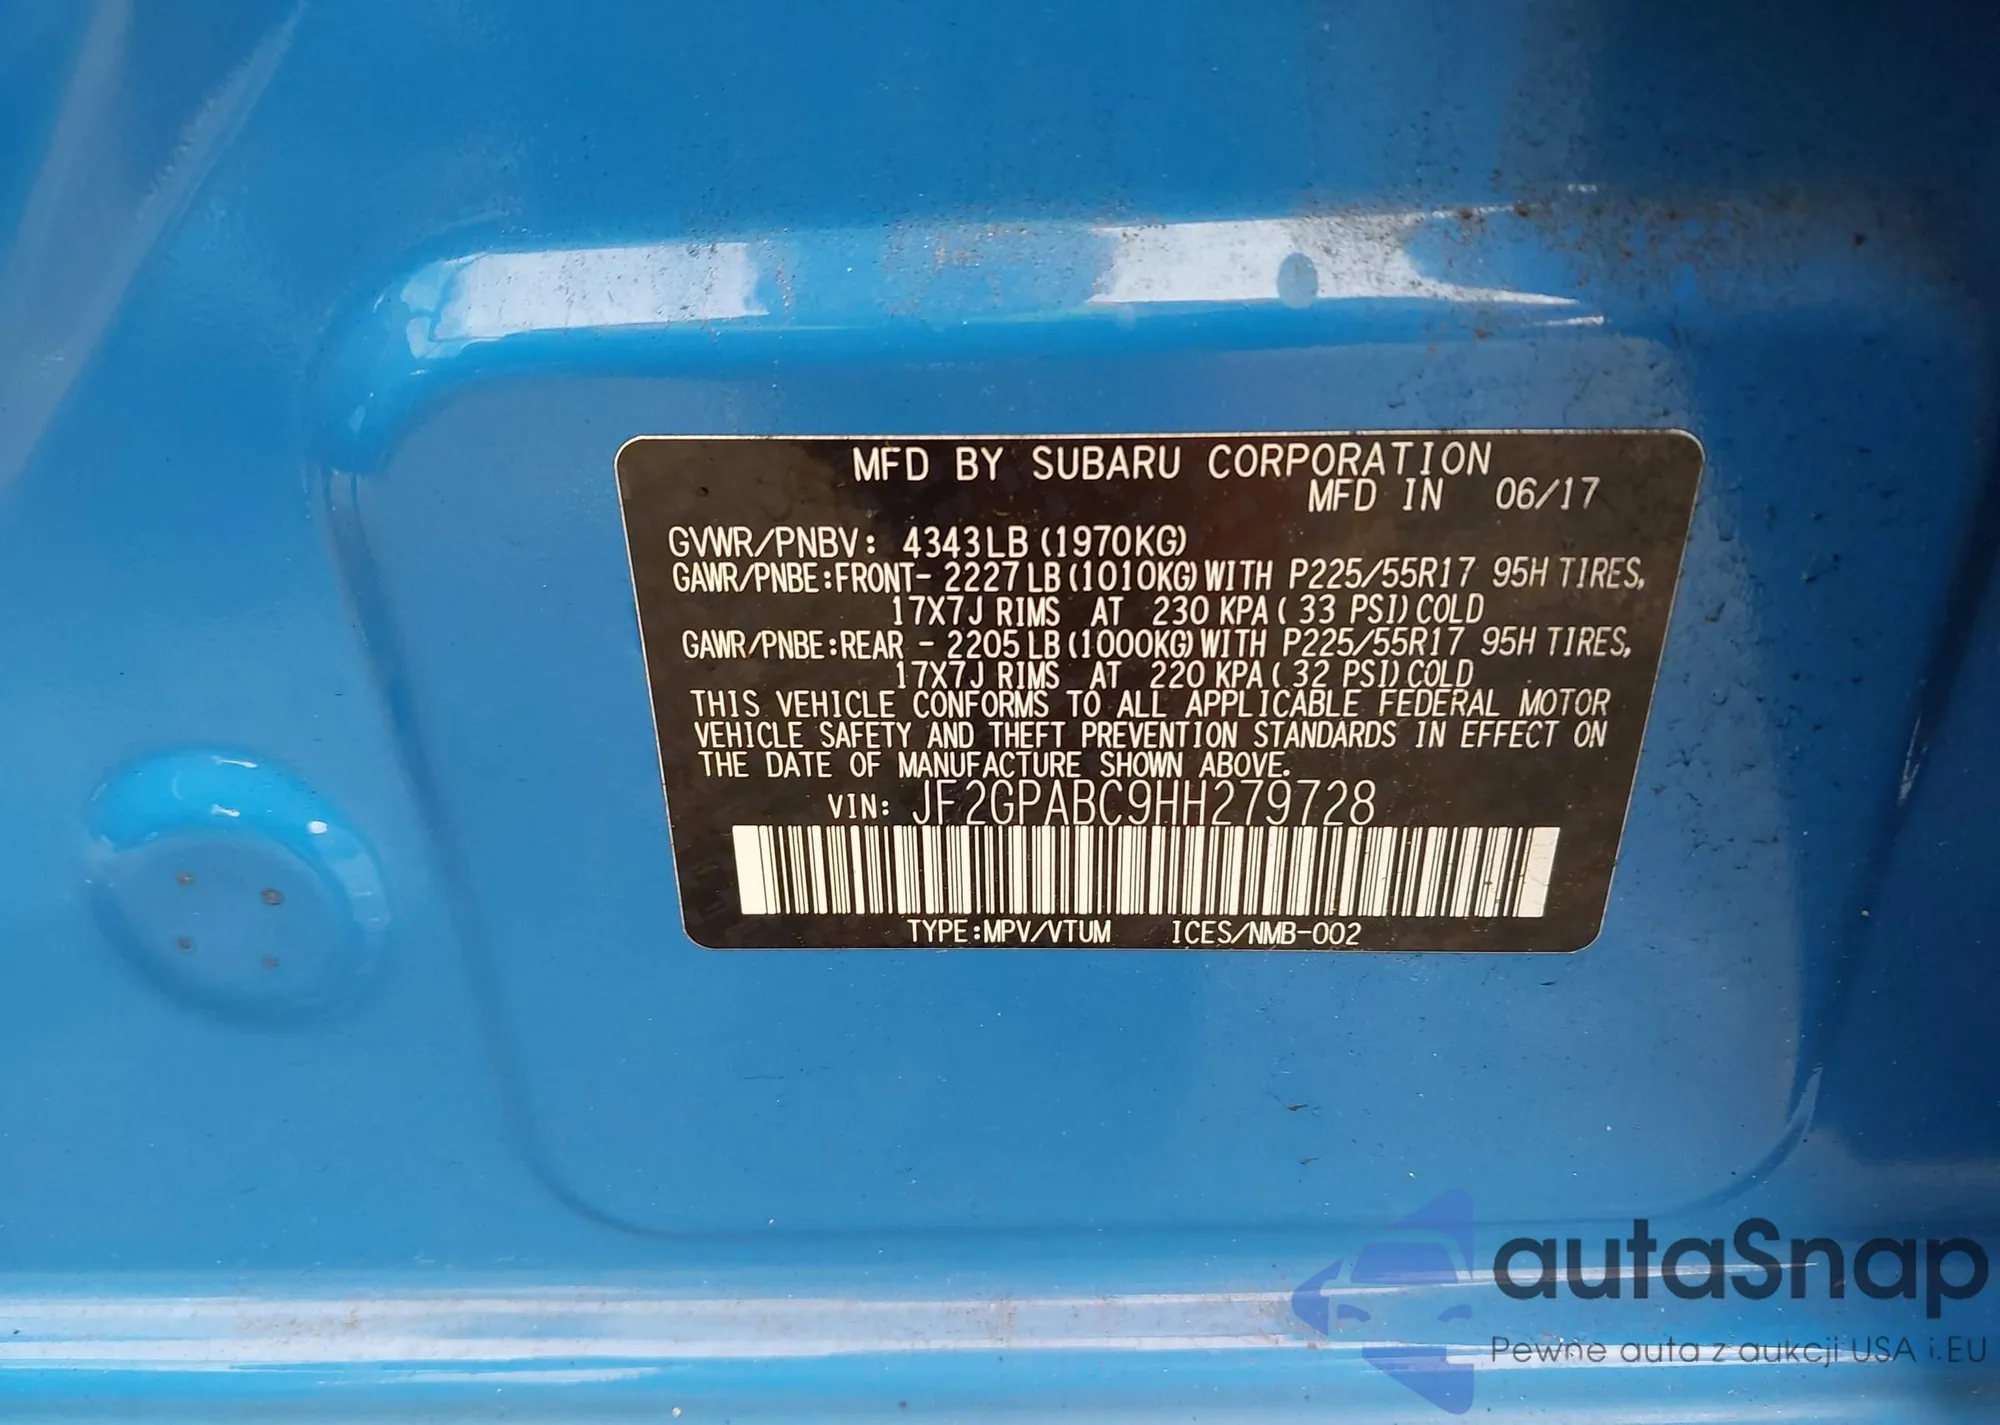 MFD BY SUBARU CORPORATION
MFD IN 06/17
GVWR/PNBV: 4343LB (1970KG)
GAWR/PNBE:FRONT- 2227LB(1010KG)WITH P225/55R17 95H TIRES,
17X7J RIMS AT 230 KPA( 33 PSI)COLD
GAWR/PNBE:REAR - 2205LB(1000KG)WITH P225/55R17 95H TIRES,
17X7J RIMS AT 220 KPA( 32 PSI)COLD
THIS VEHICLE CONFORMS TO ALL APPLICABLE FEDERAL MOTOR
VEHICLE SAFETY AND THEFT PREVENTION STANDARDS IN EFFECT ON
THE DATE OF MANUFACTURE SHOWN ABOVE.
VIN: JF2GPABC9HH279728
TYPE:MPV/VTUM ICES/NMB-002
autaSnap
Pewne auta z aukcji USA i EU